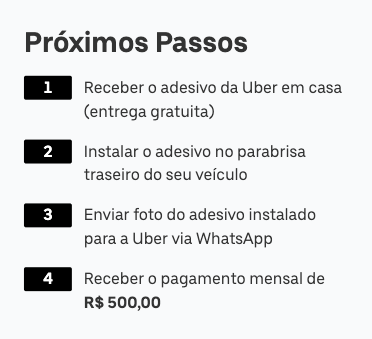 Próximos Passos
1 Receber o adesivo da Uber em casa
(entrega gratuita)
2 Instalar o adesivo no parabrisa
traseiro do seu veículo
3 Enviar foto do adesivo instalado
para a Uber via WhatsApp
4 Receber o pagamento mensal de
R$ 500,00